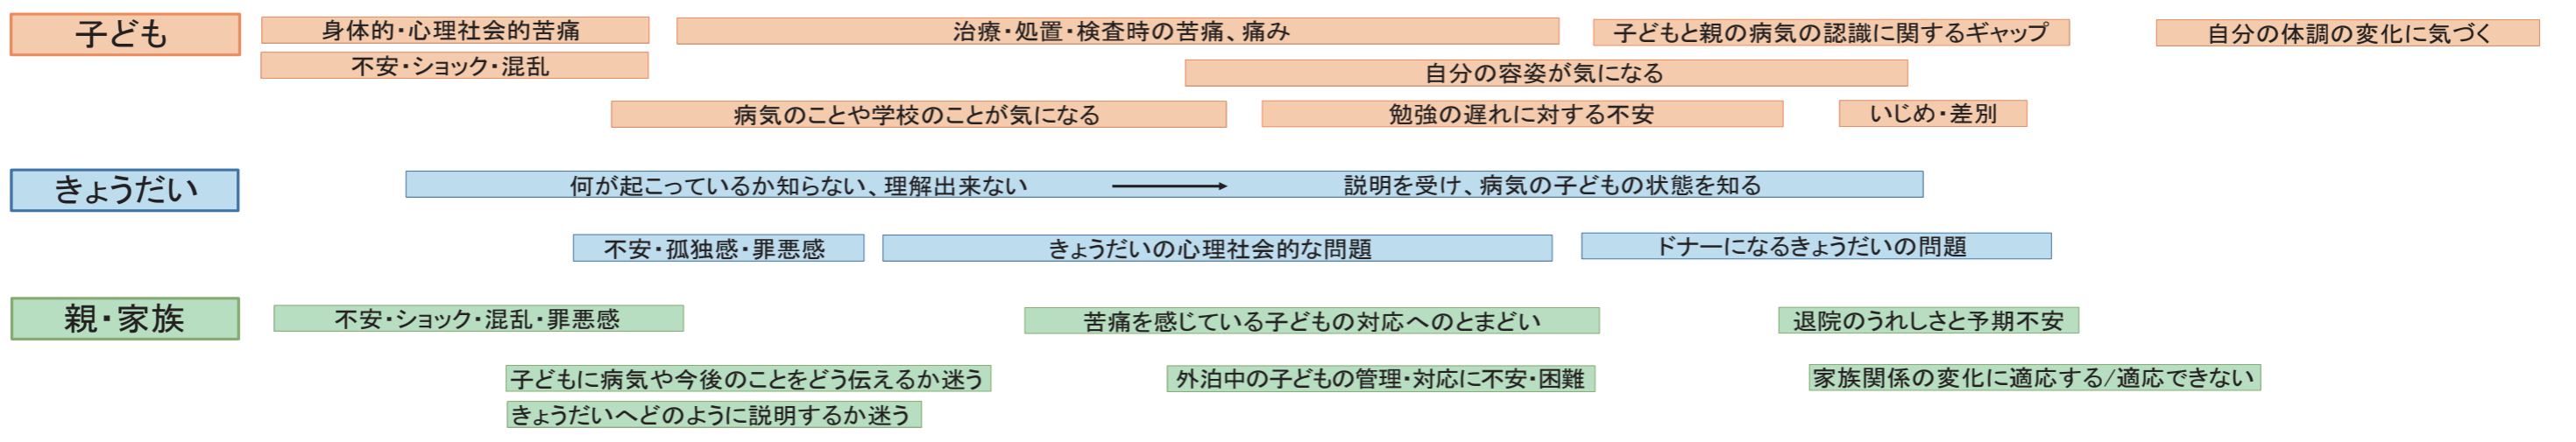 子ども
身体的・心理社会的苦痛
治療・処置・検査時の苦痛、痛み
子どもと親の病気の認識に関するギャップ
自分の体調の変化に気づく
不安・ショック・混乱
自分の容姿が気になる
病気のことや学校のことが気になる
勉強の遅れに対する不安
いじめ・差別
きょうだい
何が起こっているか知らない、理解出来ない → 説明を受け、病気の子どもの状態を知る
不安・孤独感・罪悪感
きょうだいの心理社会的な問題
ドナーになるきょうだいの問題
親・家族
不安・ショック・混乱・罪悪感
苦痛を感じている子どもの対応へのとまどい
退院のうれしさと予期不安
子どもに病気や今後のことをどう伝えるか迷う
外泊中の子どもの管理・対応に不安・困難
家族関係の変化に適応する/適応できない
きょうだいへどのように説明するか迷う